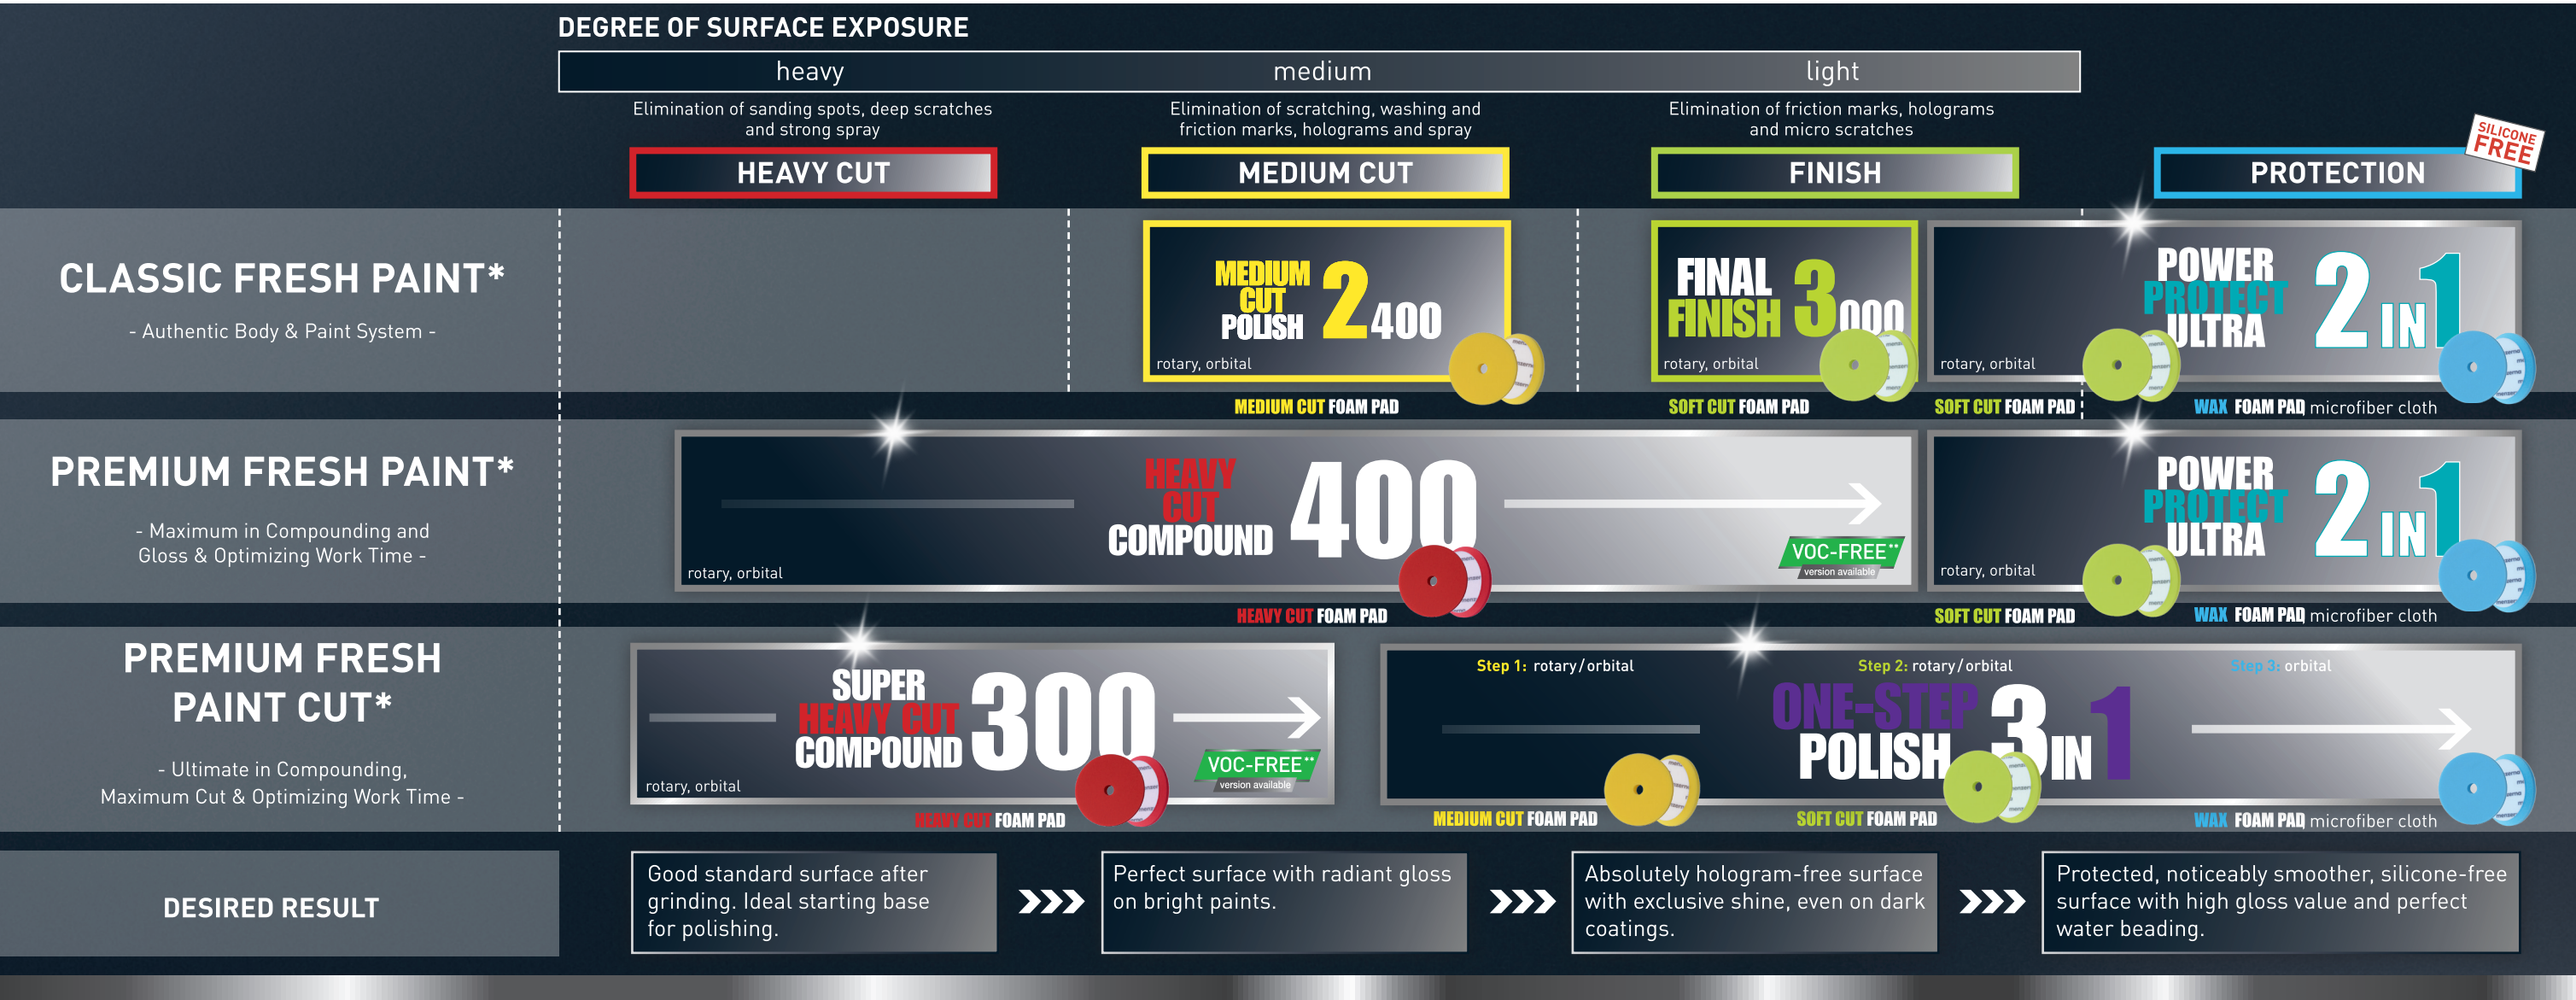 DEGREE OF SURFACE EXPOSURE
heavy
medium
light
Elimination of sanding spots, deep scratches
and strong spray
Elimination of scratching, washing and
friction marks, holograms and spray
Elimination of friction marks, holograms
and micro scratches
SILICONE
FREE
HEAVY CUT
MEDIUM CUT
FINISH
PROTECTION
CLASSIC FRESH PAINT*
- Authentic Body & Paint System -
MEDIUM
CUT
POLISH
2400
rotary, orbital
MEDIUM CUT FOAM PAD
FINAL
FINISH
3000
rotary, orbital
SOFT CUT FOAM PAD
POWER
PROTECT
ULTRA
2 IN 1
rotary, orbital
SOFT CUT FOAM PAD
WAX FOAM PAD microfiber cloth
PREMIUM FRESH PAINT*
- Maximum in Compounding and
Gloss & Optimizing Work Time -
HEAVY
CUT
COMPOUND
400
rotary, orbital
VOC-FREE**
version available
HEAVY CUT FOAM PAD
POWER
PROTECT
ULTRA
2 IN 1
rotary, orbital
SOFT CUT FOAM PAD
WAX FOAM PAD microfiber cloth
PREMIUM FRESH
PAINT CUT*
- Ultimate in Compounding,
Maximum Cut & Optimizing Work Time -
SUPER
HEAVY CUT
COMPOUND
300
rotary, orbital
VOC-FREE**
version available
HEAVY CUT FOAM PAD
Step 1: rotary/orbital
Step 2: rotary/orbital
Step 3: orbital
ONE-STEP
POLISH
3 IN 1
MEDIUM CUT FOAM PAD
SOFT CUT FOAM PAD
WAX FOAM PAD microfiber cloth
DESIRED RESULT
Good standard surface after
grinding. Ideal starting base
for polishing.
Perfect surface with radiant gloss
on bright paints.
Absolutely hologram-free surface
with exclusive shine, even on dark
coatings.
Protected, noticeably smoother, silicone-free
surface with high gloss value and perfect
water beading.